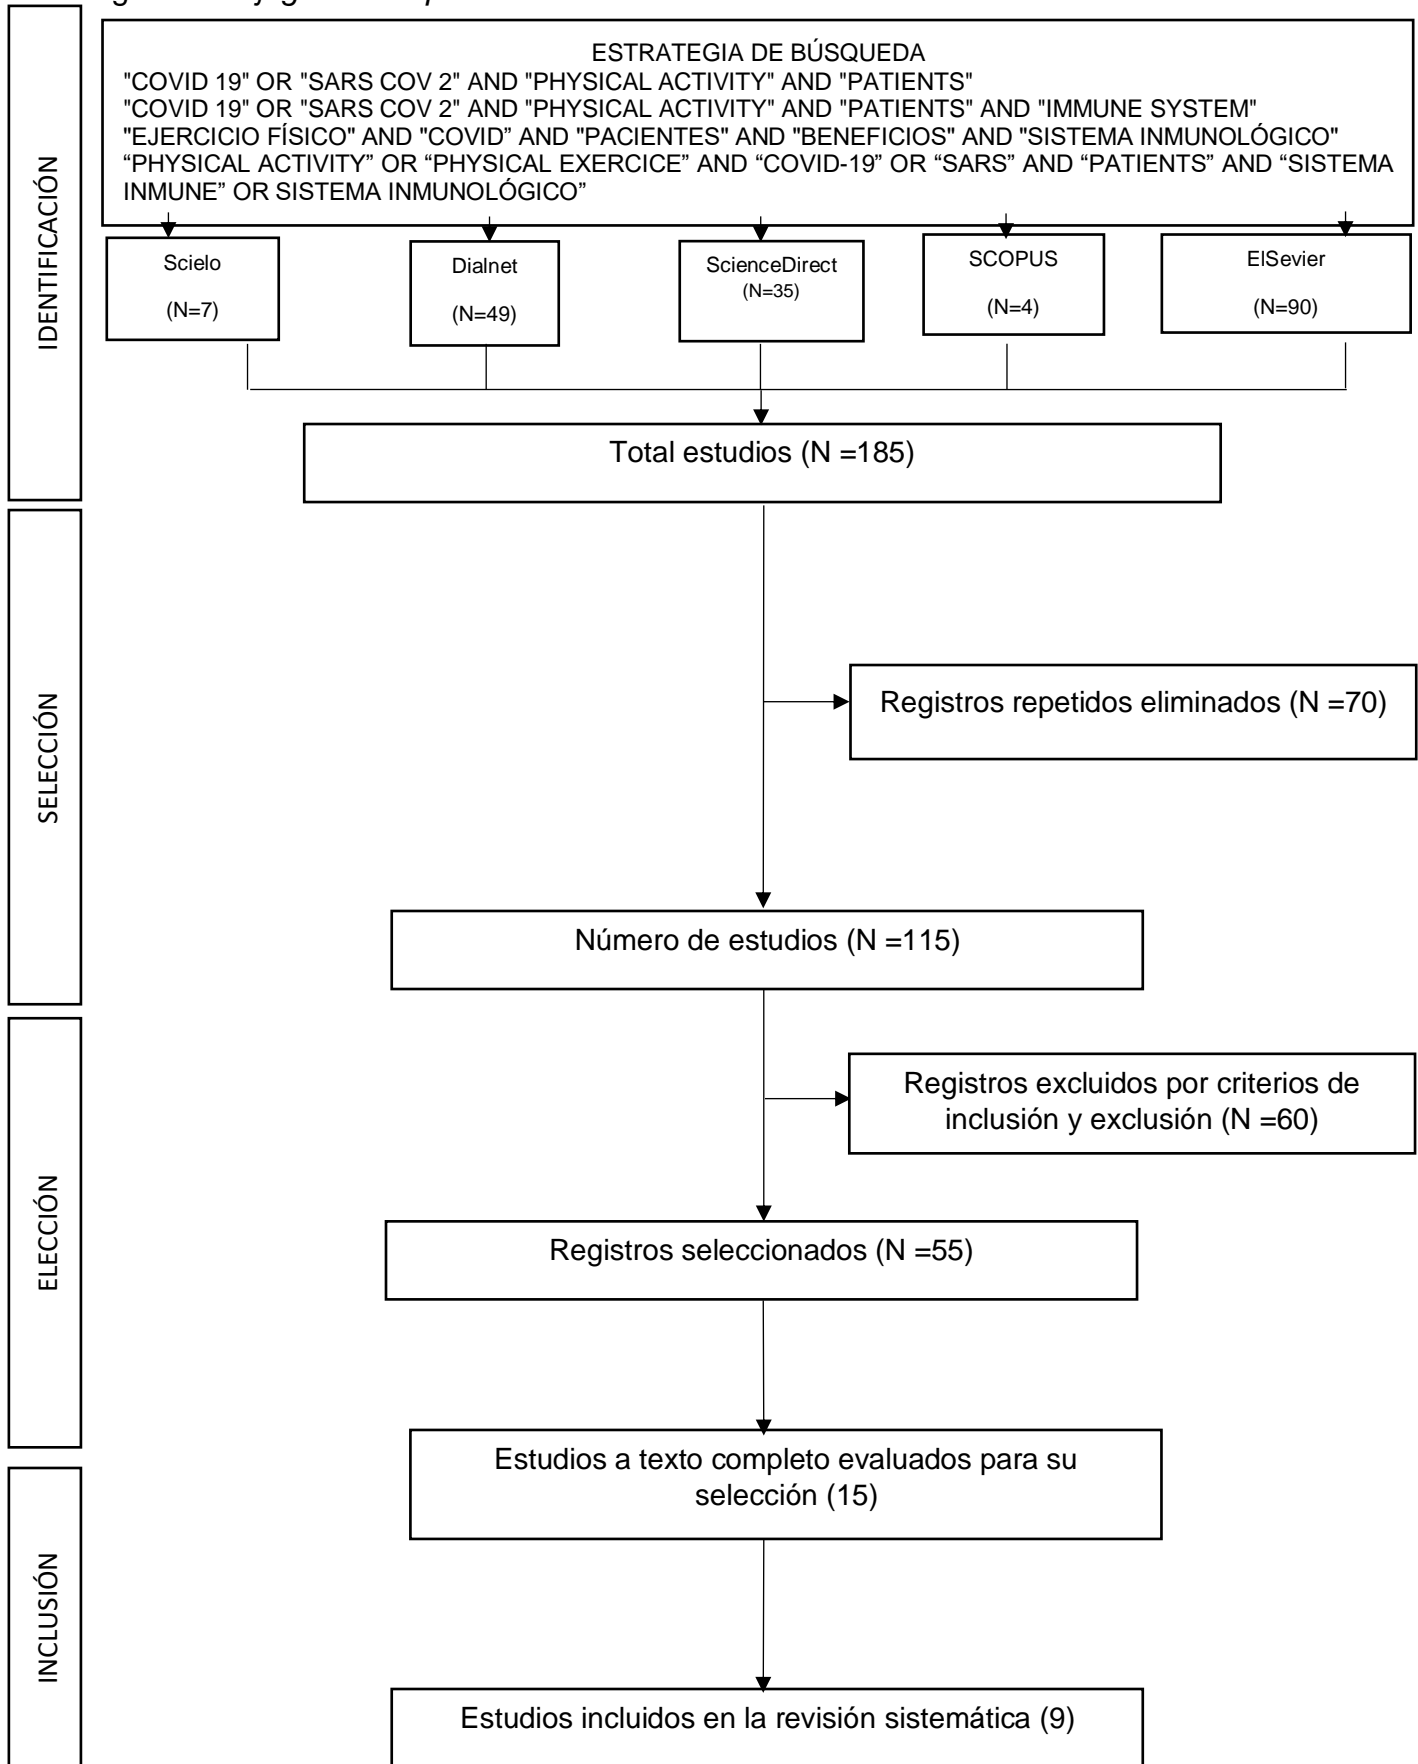 ESTRATEGIA DE BÚSQUEDA
"COVID 19" OR "SARS COV 2" AND "PHYSICAL ACTIVITY" AND "PATIENTS"
"COVID 19" OR "SARS COV 2" AND "PHYSICAL ACTIVITY" AND "PATIENTS" AND "IMMUNE SYSTEM"
"EJERCICIO FÍSICO" AND "COVID” AND "PACIENTES" AND "BENEFICIOS" AND "SISTEMA INMUNOLÓGICO"
“PHYSICAL ACTIVITY” OR “PHYSICAL EXERCICE” AND “COVID-19” OR “SARS” AND “PATIENTS” AND “SISTEMA
INMUNE” OR SISTEMA INMUNOLÓGICO”
IDENTIFICACIÓN
Scielo
(N=7)
Dialnet
(N=49)
ScienceDirect
(N=35)
SCOPUS
(N=4)
ElSevier
(N=90)
Total estudios (N =185)
SELECCIÓN
Registros repetidos eliminados (N =70)
Número de estudios (N =115)
ELECCIÓN
Registros excluidos por criterios de
inclusión y exclusión (N =60)
Registros seleccionados (N =55)
Estudios a texto completo evaluados para su
selección (15)
INCLUSIÓN
Estudios incluidos en la revisión sistemática (9)